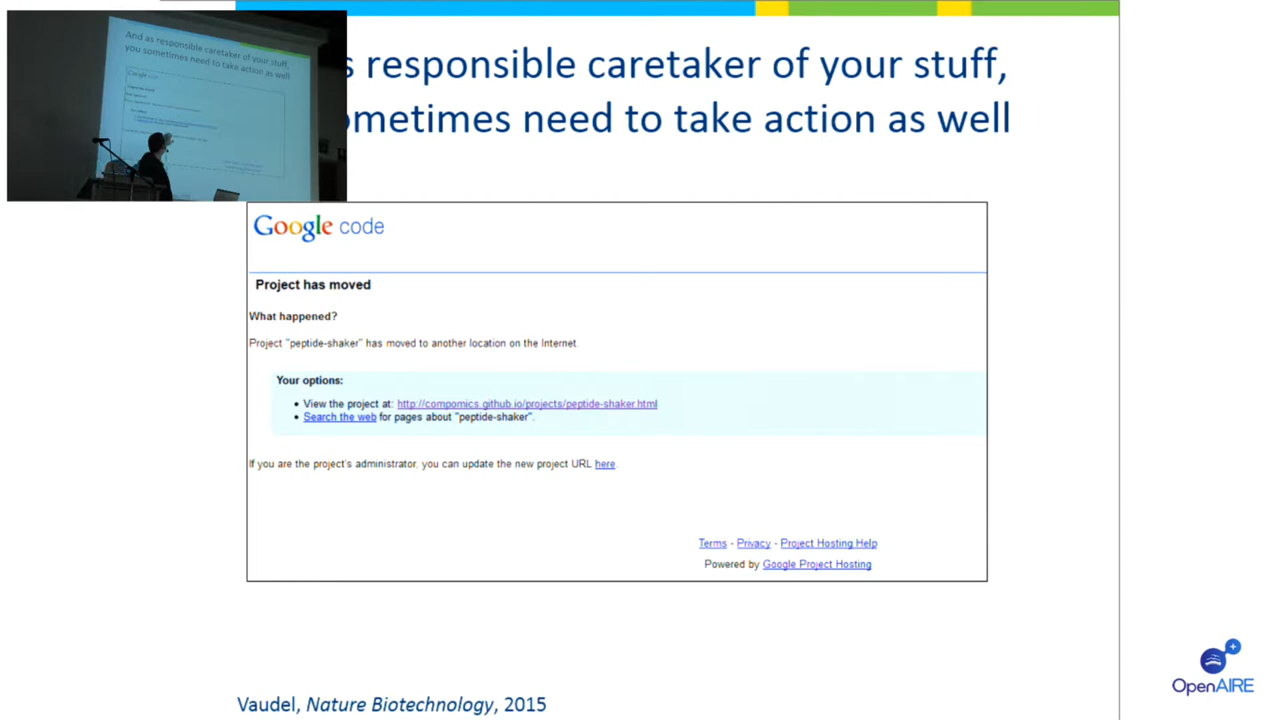 And as responsible caretaker of your stuff,
you sometimes need to take action as well
s responsible caretaker of your stuff,
ometimes need to take action as well
Google code
Project has moved
What happened?
Project "peptide-shaker" has moved to another location on the Internet
Your options:
• View the project at: http://compomics.github.io/projects/peptide-shaker.html
• Search the web for pages about "peptide-shaker".
If you are the project's administrator, you can update the new project URL here.
Terms - Privacy - Project Hosting Help
Powered by Google Project Hosting
Vaudel, Nature Biotechnology, 2015
OpenAIRE